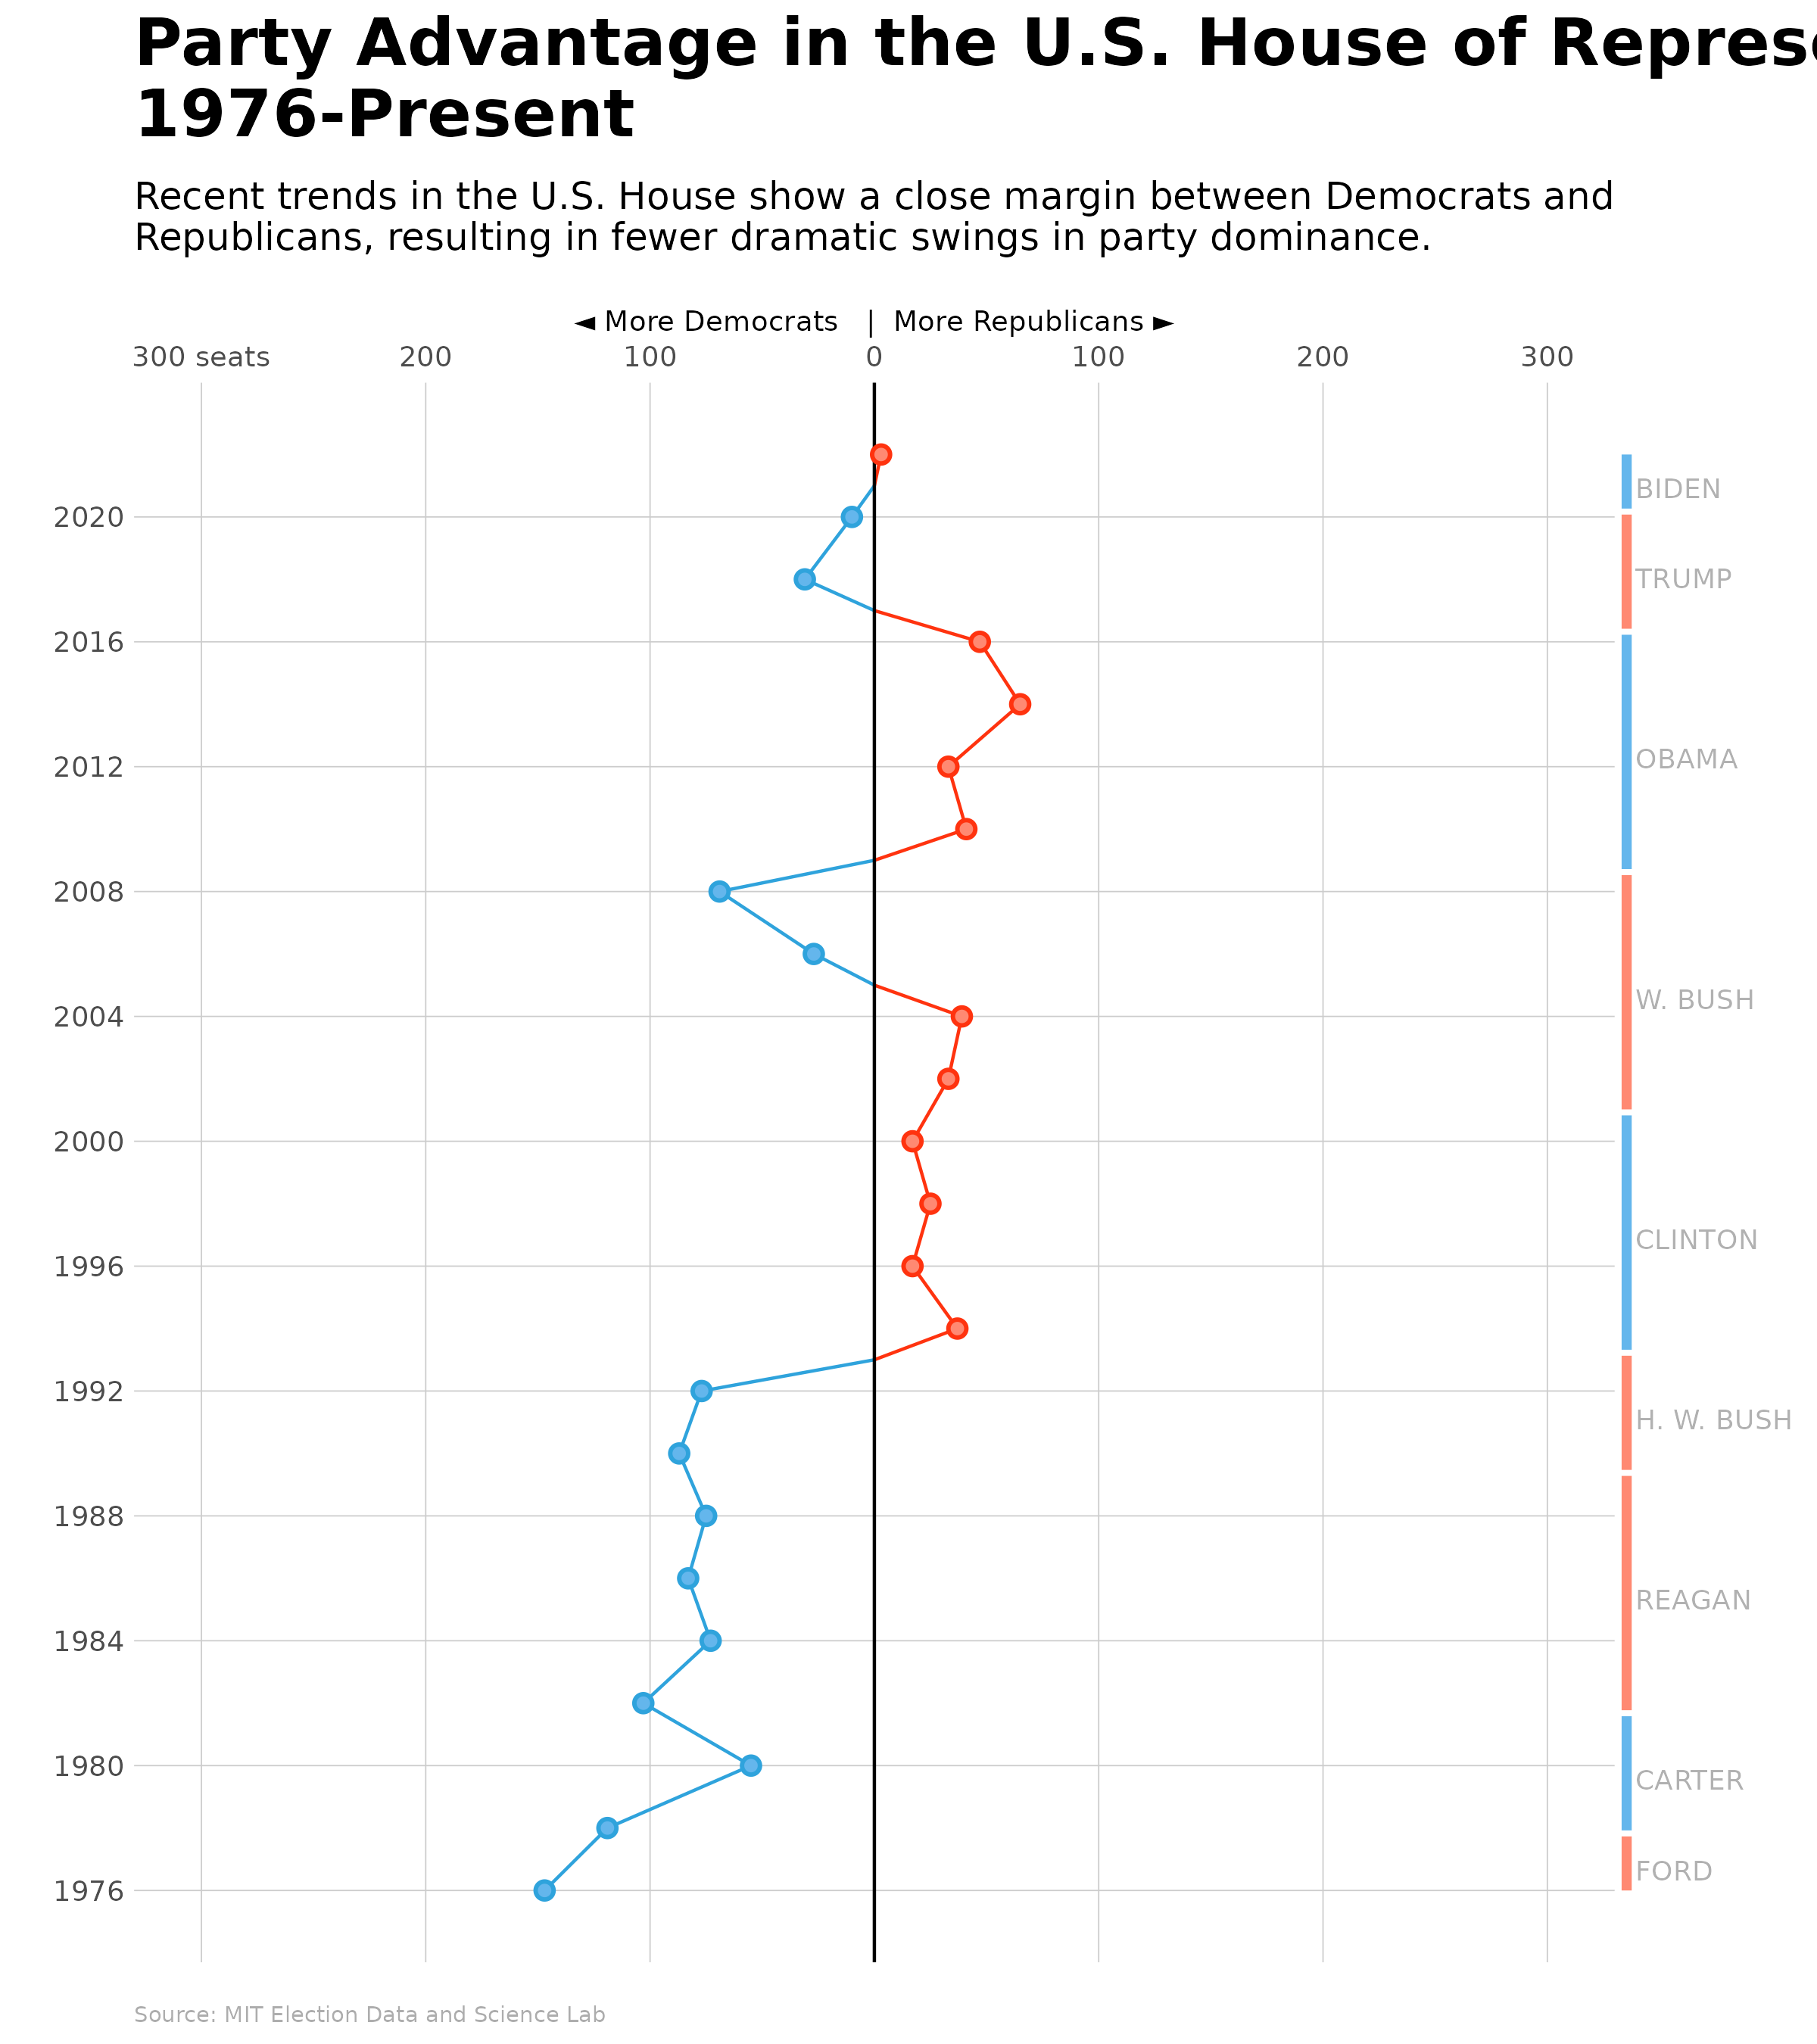 Party Advantage in the U.S. House of Represe
1976-Present
Recent trends in the U.S. House show a close margin between Democrats and
Republicans, resulting in fewer dramatic swings in party dominance.
◄ More Democrats | More Republicans ►
300 seats 200 100 0 100 200 300
BIDEN
2020
TRUMP
2016
OBAMA
2012
2008
W. BUSH
2004
2000
CLINTON
1996
1992
H. W. BUSH
1988
REAGAN
1984
1980
CARTER
FORD
1976
Source: MIT Election Data and Science Lab